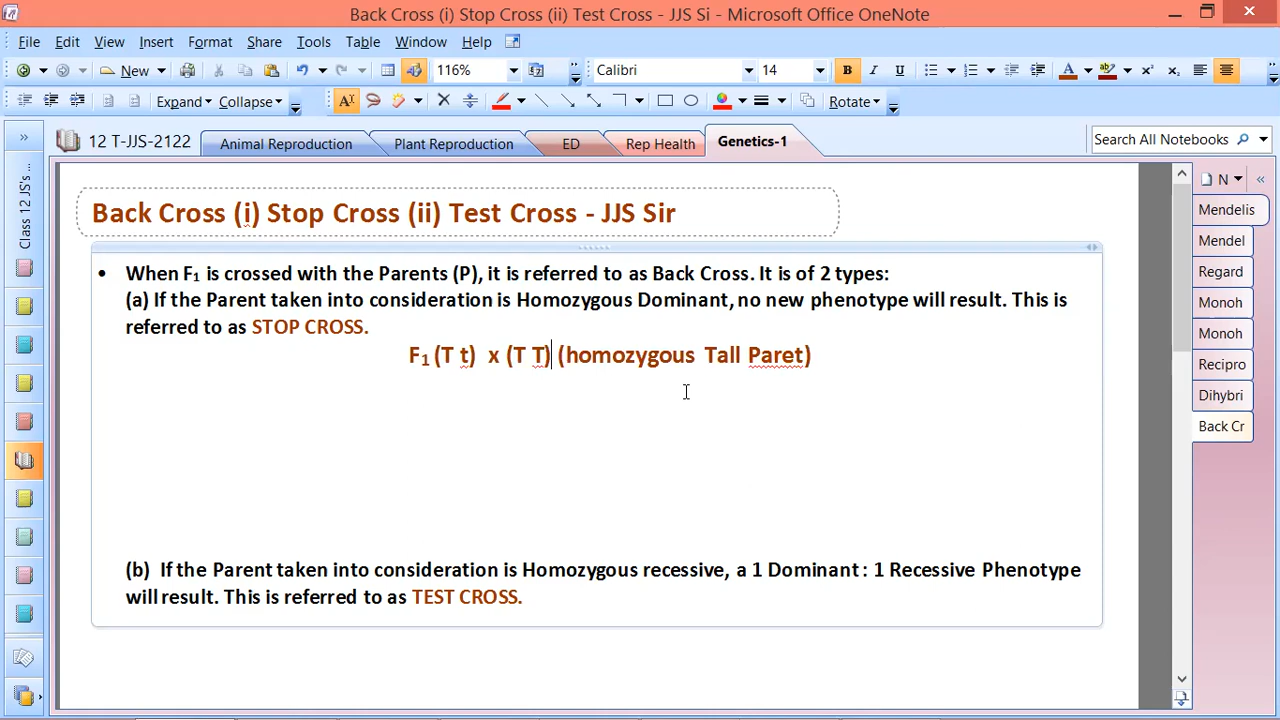 Back Cross (i) Stop Cross (ii) Test Cross - JJS Si - Microsoft Office OneNote
File Edit View Insert Format Share Tools Table Window Help
New 116% Calibri 14 B I U A ab
Expand Collapse Rotate
12 T-JJS-2122 Animal Reproduction Plant Reproduction ED Rep Health Genetics-1 Search All Notebooks
Class 12 JJS's
N
Mendelis
Mendel
Regard
Monoh
Monoh
Recipro
Dihybri
Back Cr
Back Cross (i) Stop Cross (ii) Test Cross - JJS Sir
• When F₁ is crossed with the Parents (P), it is referred to as Back Cross. It is of 2 types:
(a) If the Parent taken into consideration is Homozygous Dominant, no new phenotype will result. This is
referred to as STOP CROSS.
F₁ (T t) x (T T) (homozygous Tall Paret)
(b) If the Parent taken into consideration is Homozygous recessive, a 1 Dominant : 1 Recessive Phenotype
will result. This is referred to as TEST CROSS.